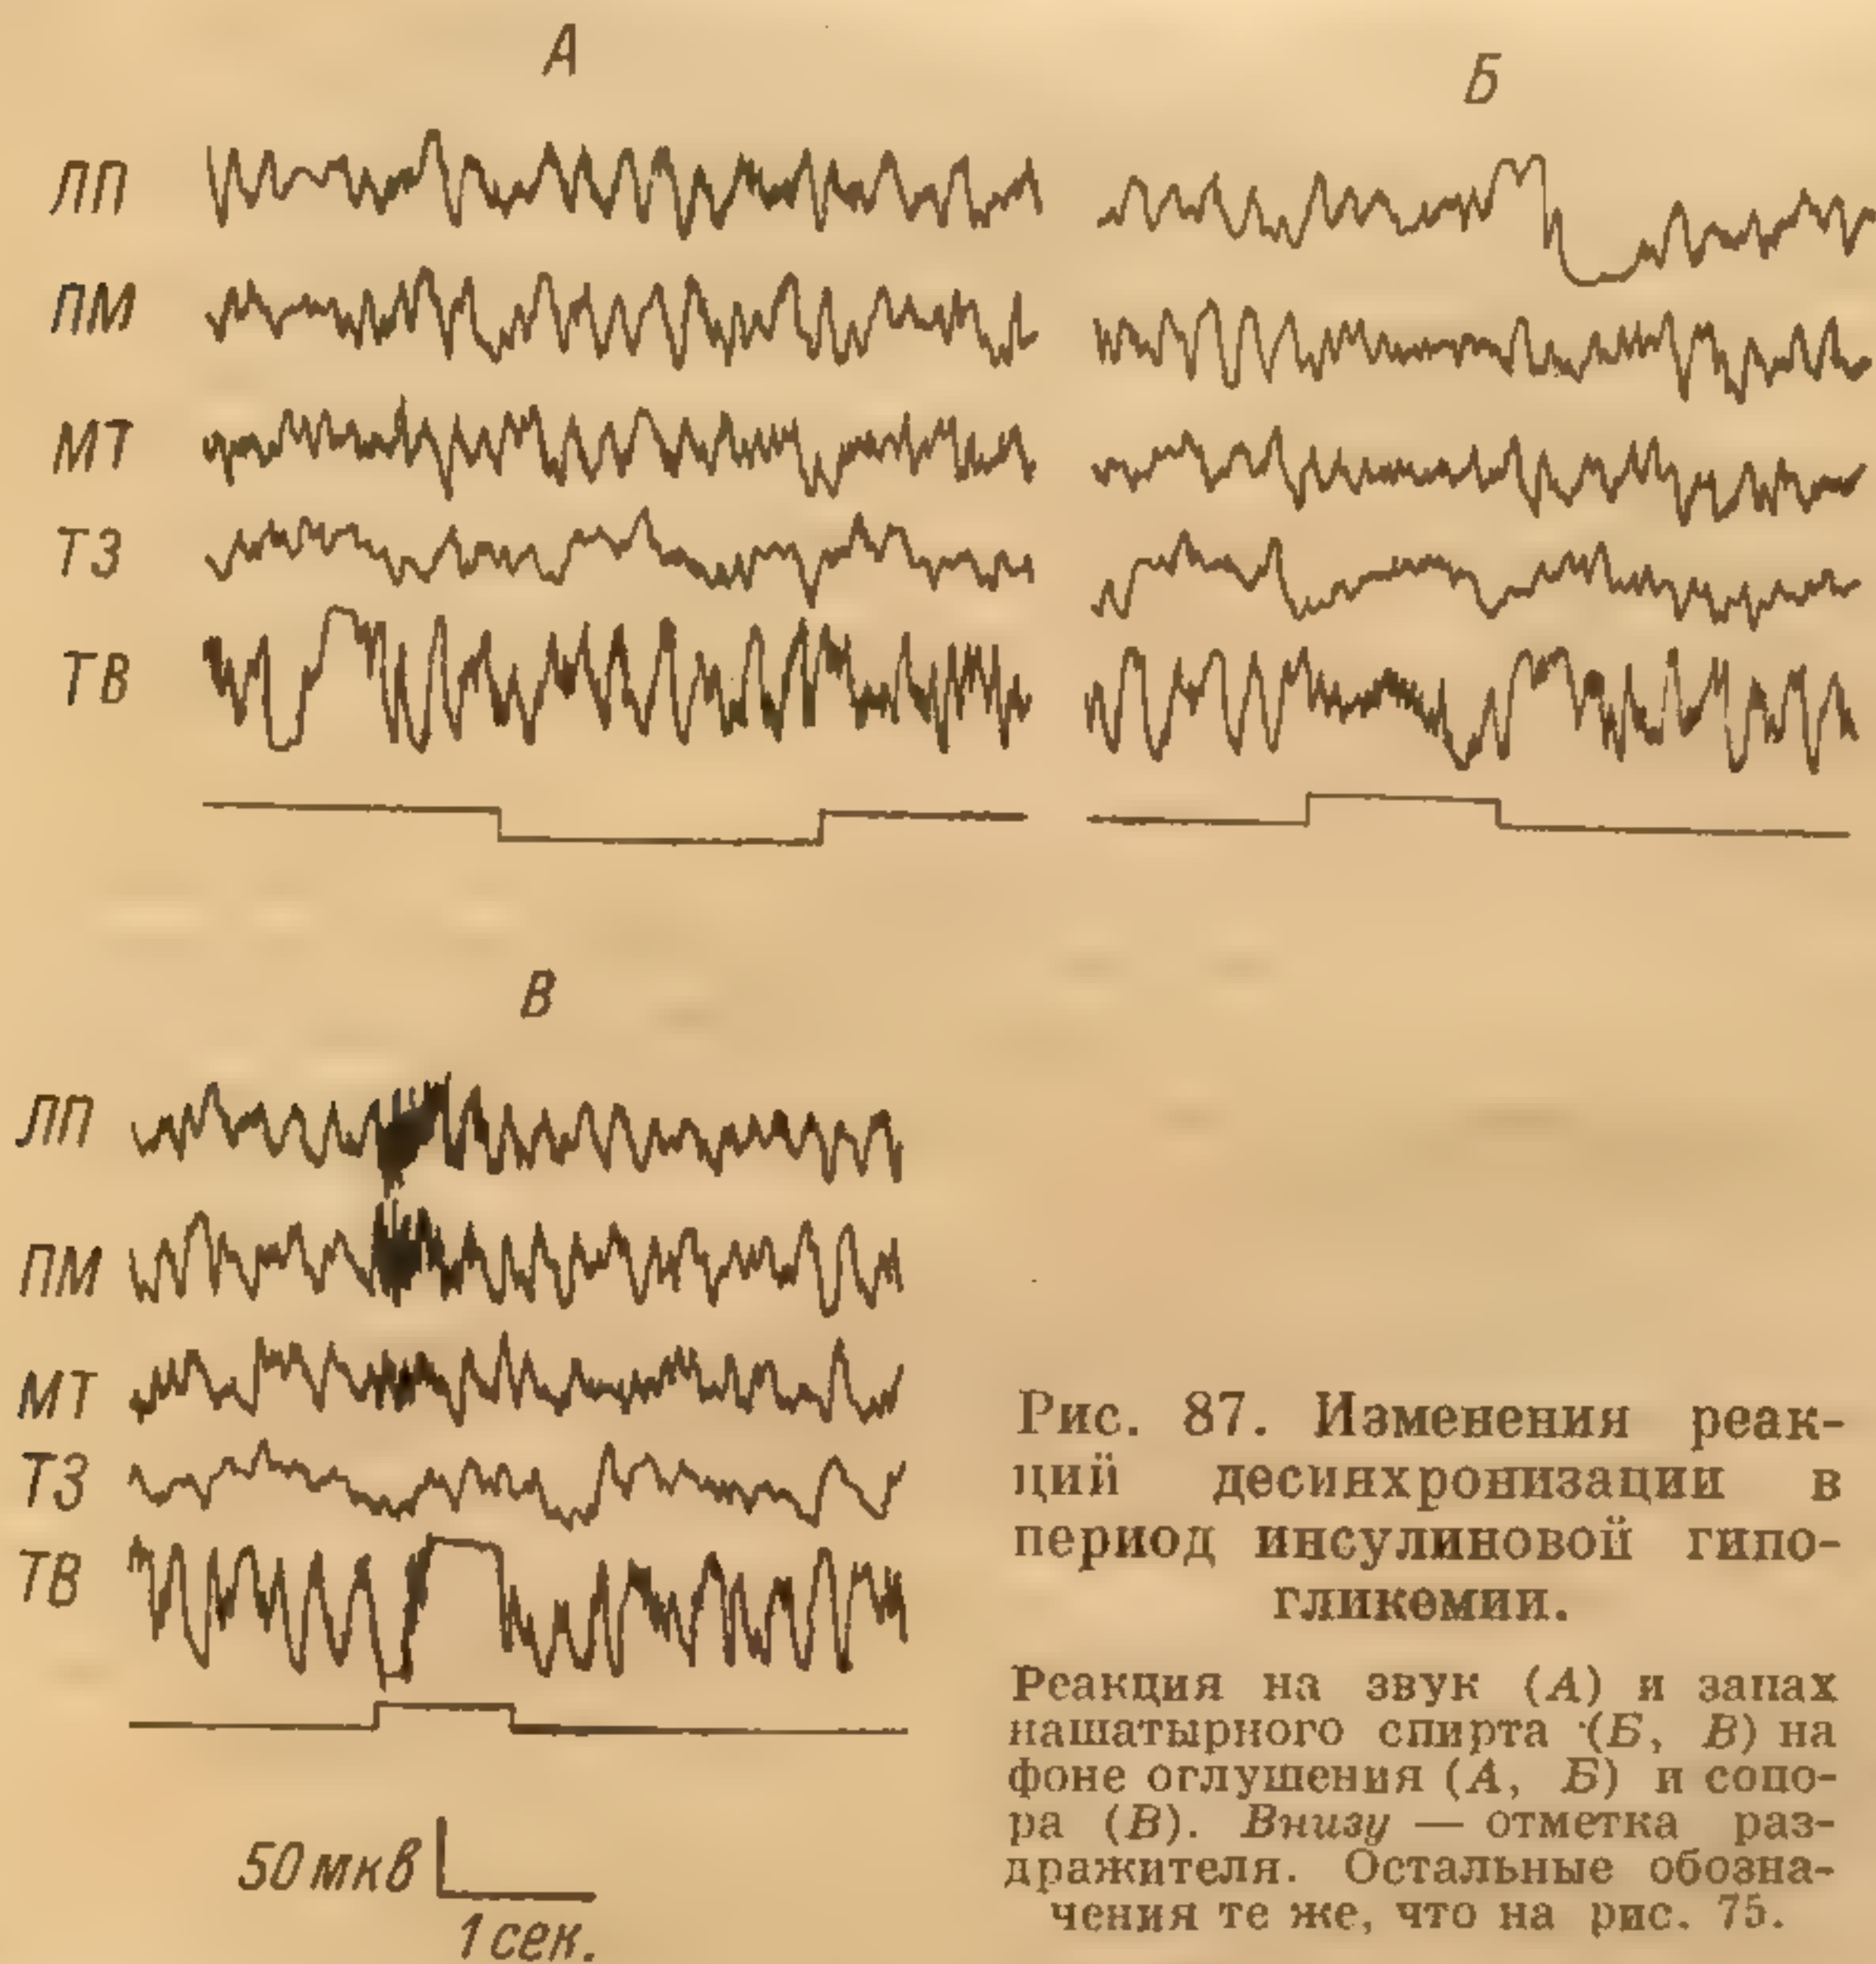 А
Б
ЛП
ПМ
МТ
ТЗ
ТВ
В
ЛП
ПМ
МТ
ТЗ
ТВ
50 мкв
1 сек.
Рис. 87. Изменения реак-
ций десинхронизации в
период инсулиновой гипо-
гликемии.
Реакция на звук (А) и запах
нашатырного спирта (Б, В) на
фоне оглушения (А, Б) и сопо-
ра (В). Внизу — отметка раз-
дражителя. Остальные обозна-
чения те же, что на рис. 75.